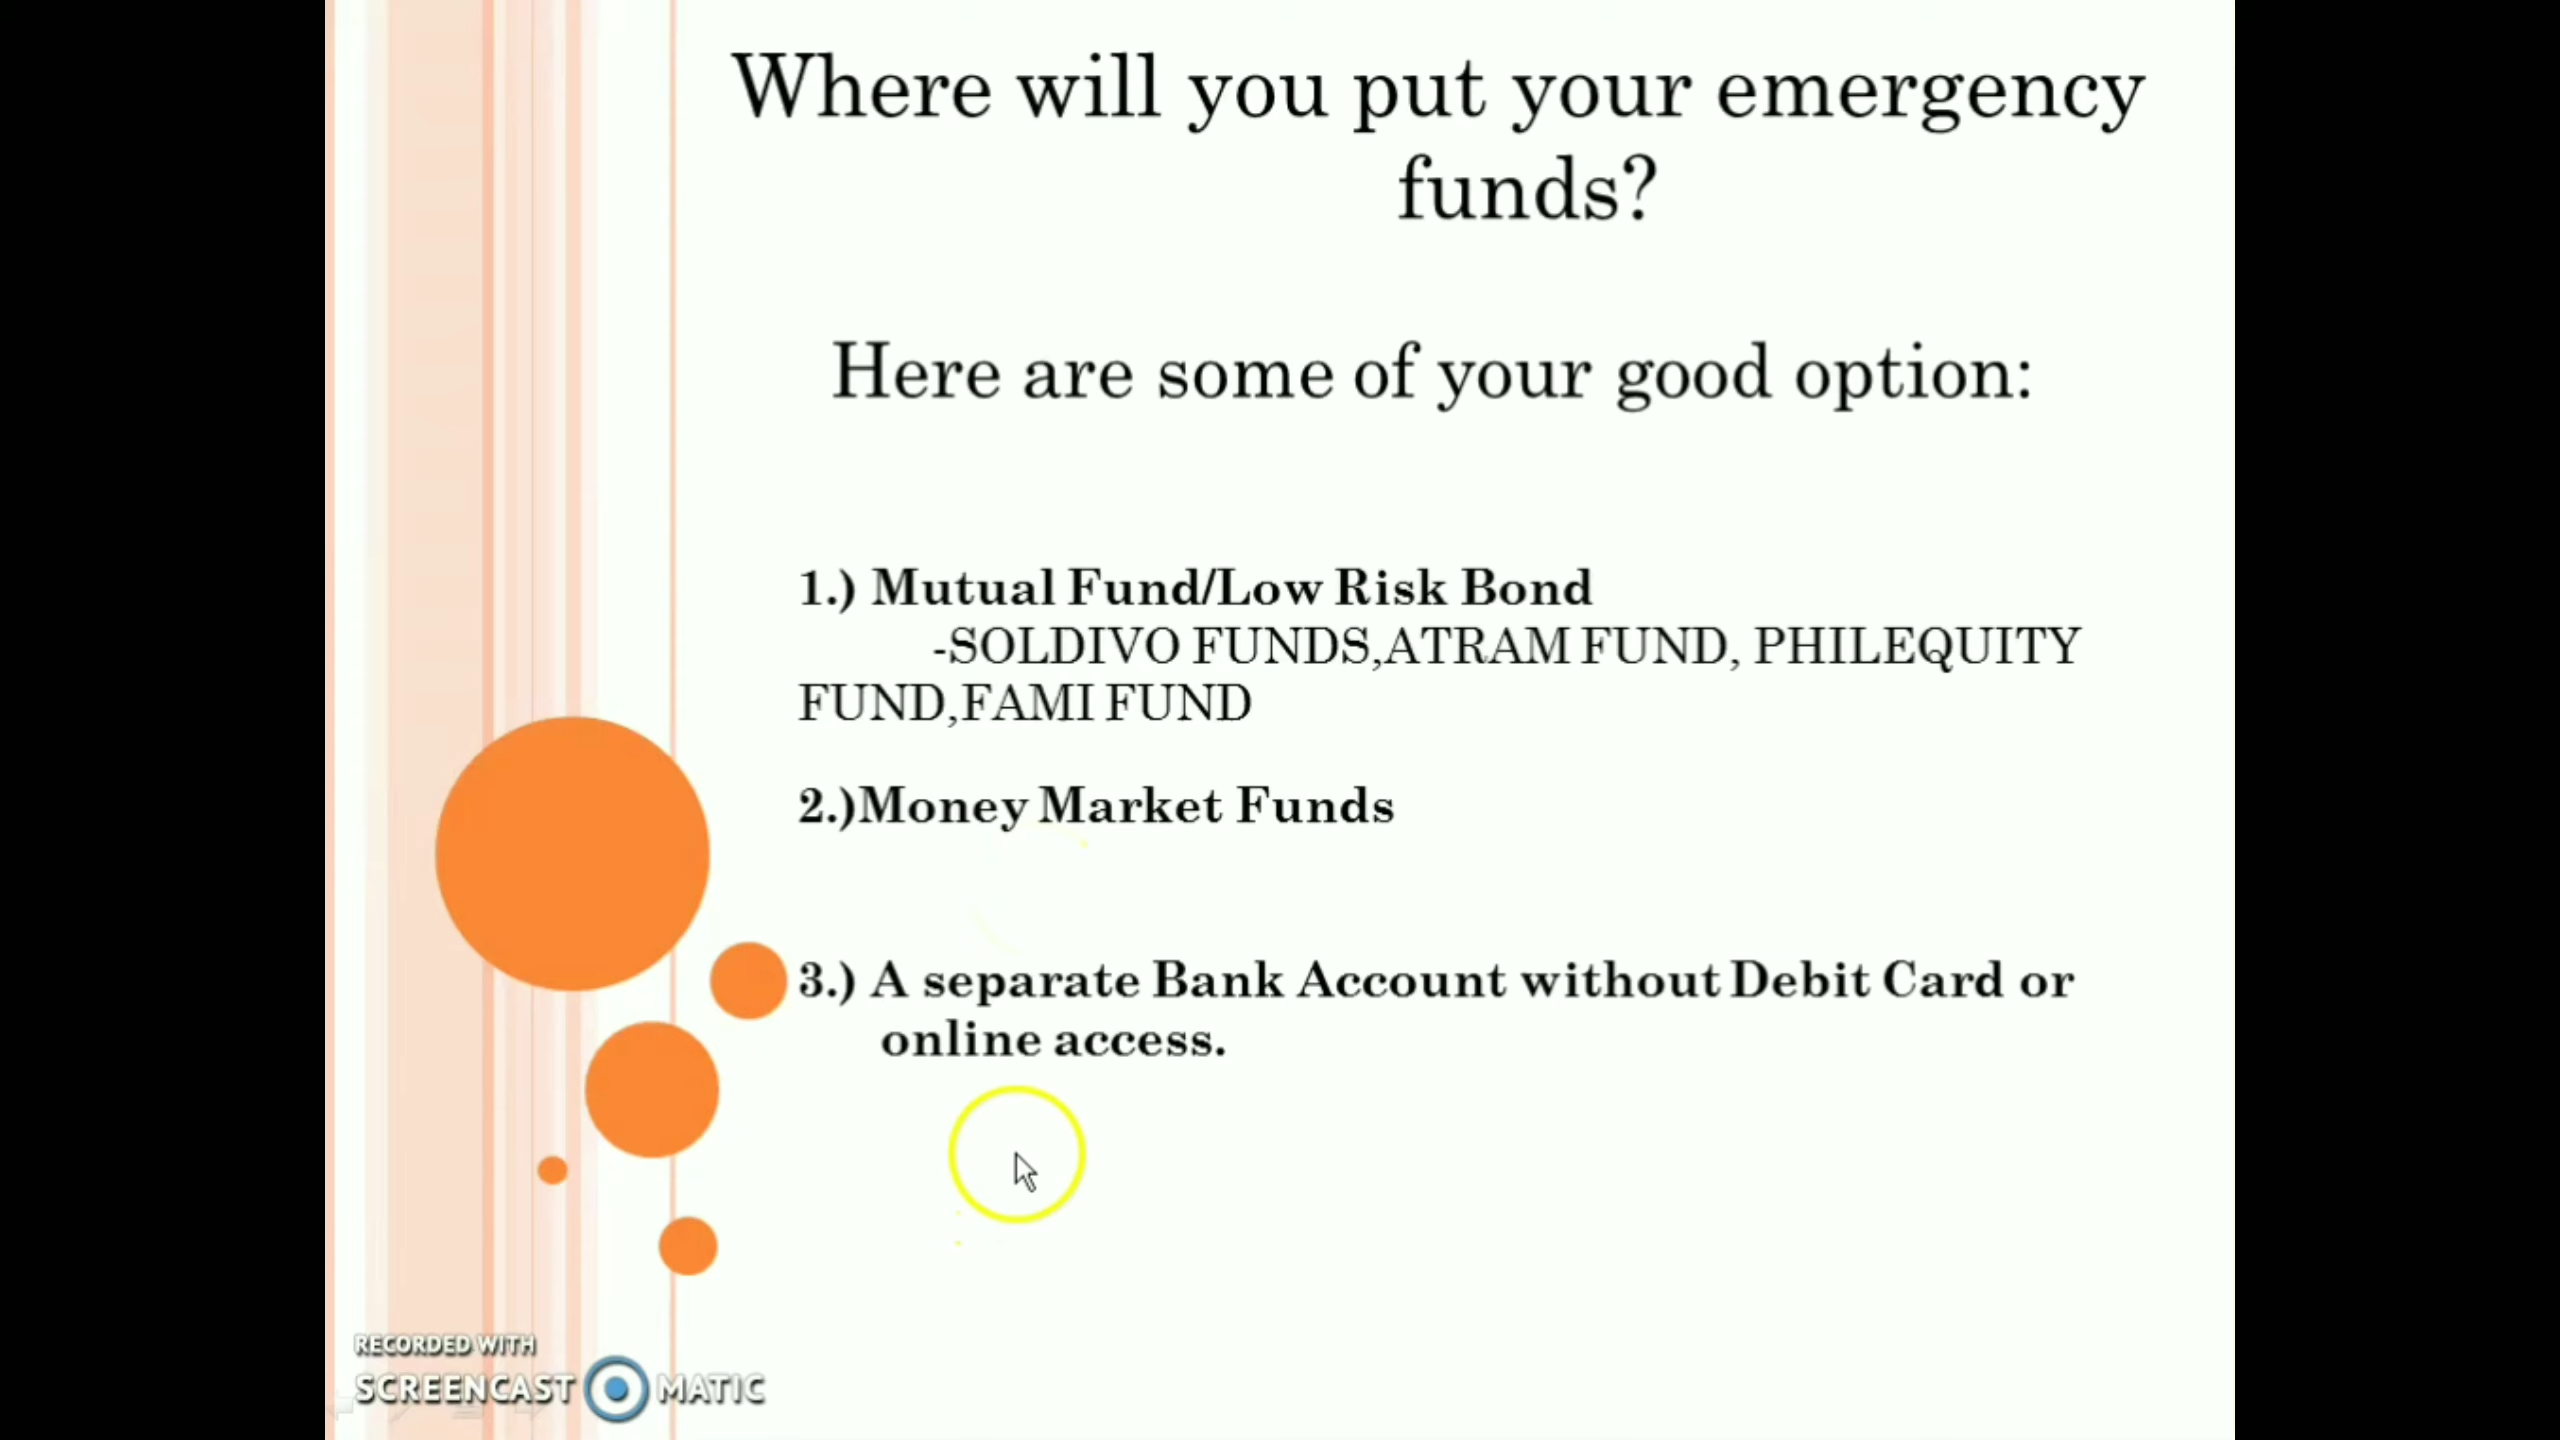 Where will you put your emergency
funds?
Here are some of your good option:
1.) Mutual Fund/Low Risk Bond
-SOLDIVO FUNDS,ATRAM FUND, PHILEQUITY
FUND,FAMI FUND
2.)Money Market Funds
3.) A separate Bank Account without Debit Card or
online access.
RECORDED WITH
SCREENCAST MATIC